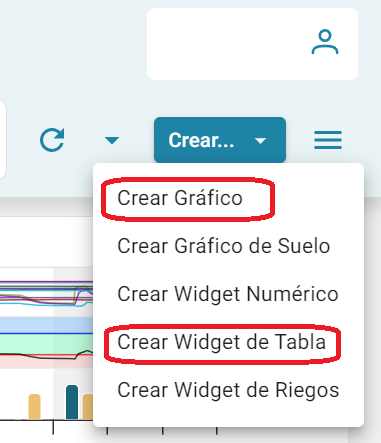 Crear...
Crear Gráfico
Crear Gráfico de Suelo
Crear Widget Numérico
Crear Widget de Tabla
Crear Widget de Riegos